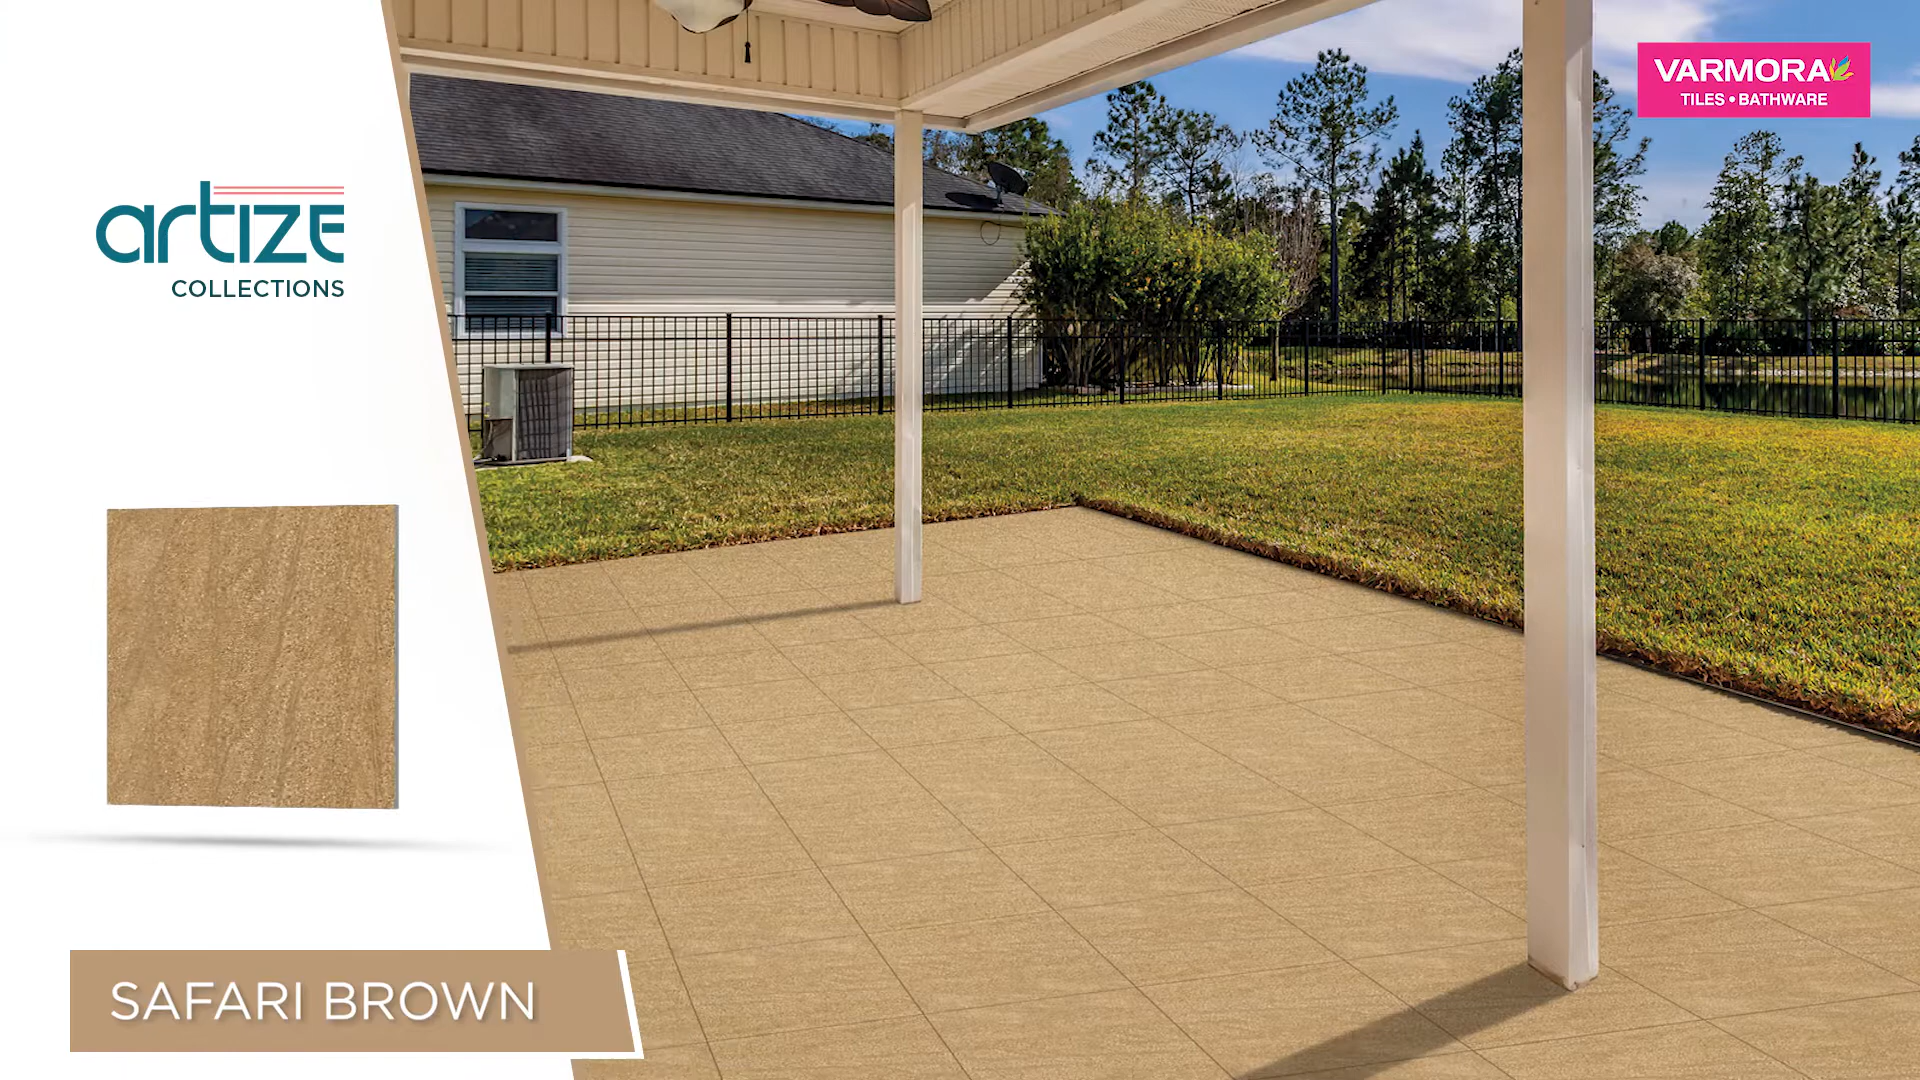 VARMORA
TILES • BATHWARE
artize
COLLECTIONS
SAFARI BROWN